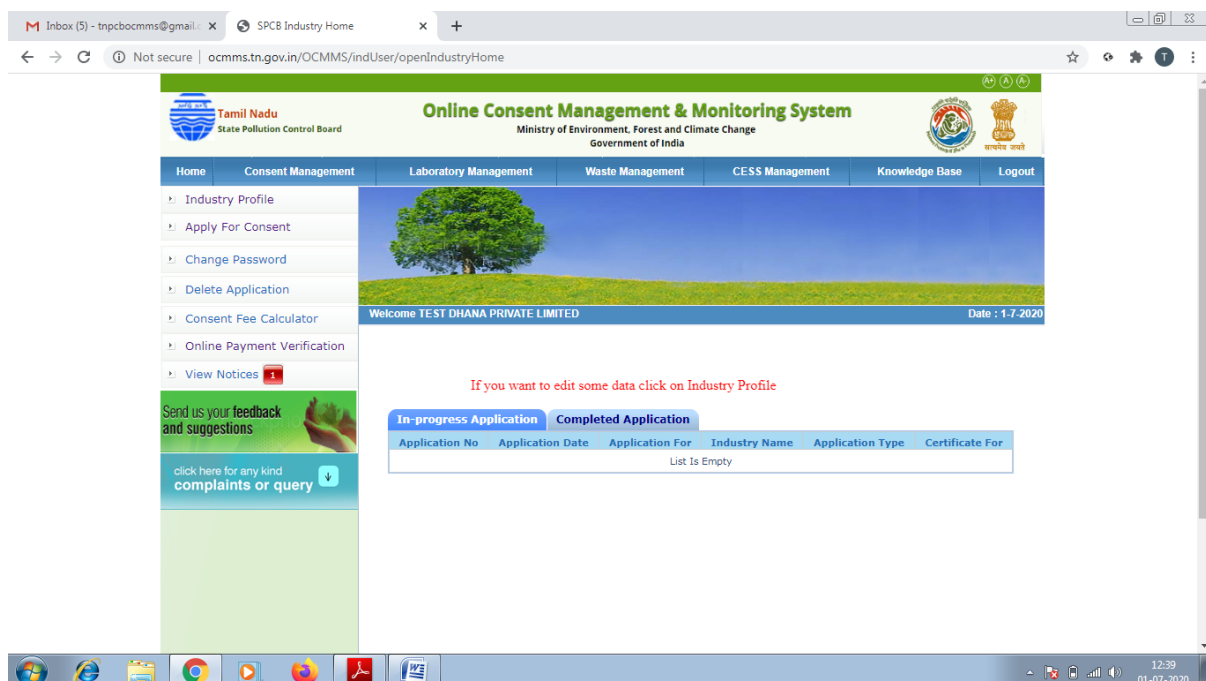 Inbox (5) - tnpcbocmms@gmail.c
SPCB Industry Home
Not secure | ocmms.tn.gov.in/OCMMS/indUser/openIndustryHome
T
A+ A A-
Tamil Nadu
State Pollution Control Board
Online Consent Management & Monitoring System
Ministry of Environment, Forest and Climate Change
Government of India
सत्यमेव जयते
Home Consent Management Laboratory Management Waste Management CESS Management Knowledge Base Logout
Industry Profile
Apply For Consent
Change Password
Delete Application
Consent Fee Calculator
Online Payment Verification
View Notices 1
Welcome TEST DHANA PRIVATE LIMITED Date : 1-7-2020
If you want to edit some data click on Industry Profile
Send us your feedback
and suggestions
click here for any kind
complaints or query
In-progress Application Completed Application
Application No Application Date Application For Industry Name Application Type Certificate For
List Is Empty
12:39
01-07-2020